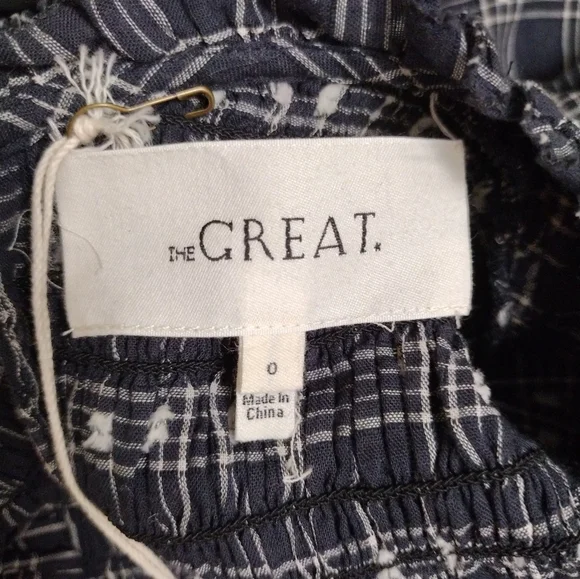 THE GREAT.*
0
Made In
China